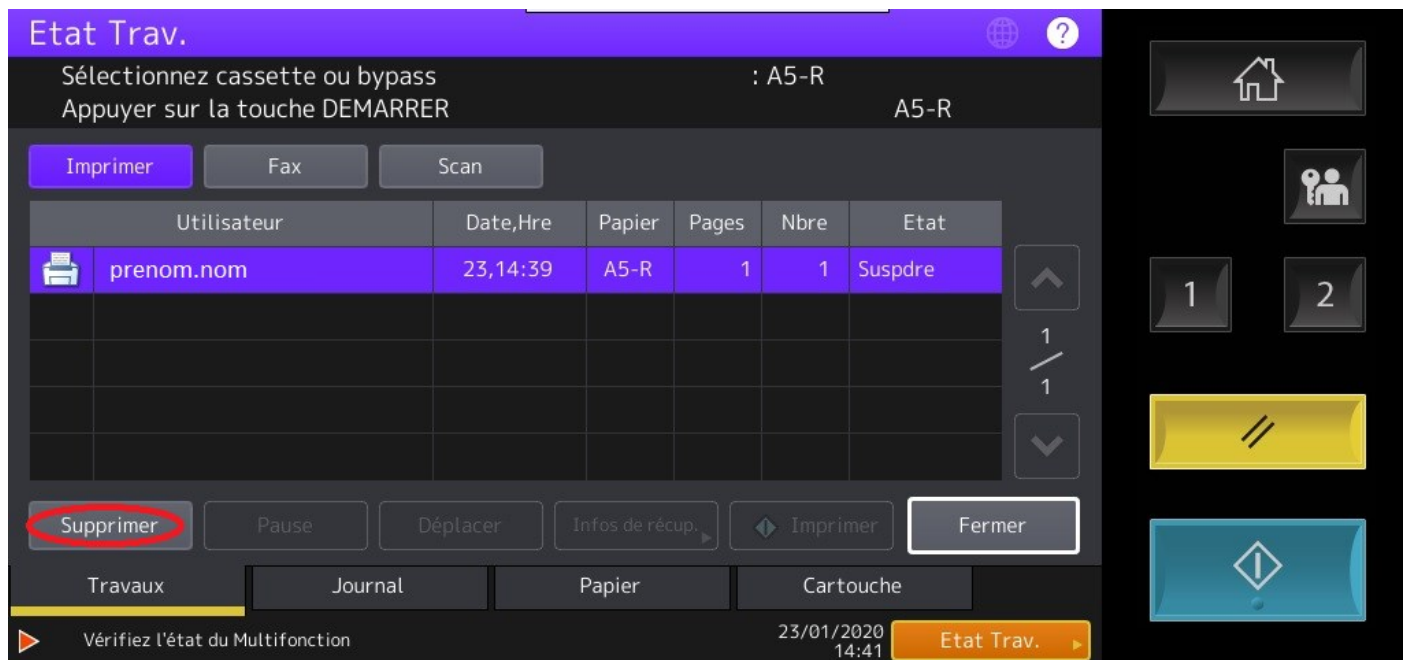 Etat Trav.
?
Sélectionnez cassette ou bypass : A5-R
Appuyer sur la touche DEMARRER A5-R
Imprimer Fax Scan
Utilisateur Date,Hre Papier Pages Nbre Etat
prenom.nom 23,14:39 A5-R 1 1 Suspdre
1
1
1 2
Supprimer Pause Déplacer Infos de récup. Imprimer Fermer
Travaux Journal Papier Cartouche
Vérifiez l'état du Multifonction 23/01/2020 Etat Trav.
14:41